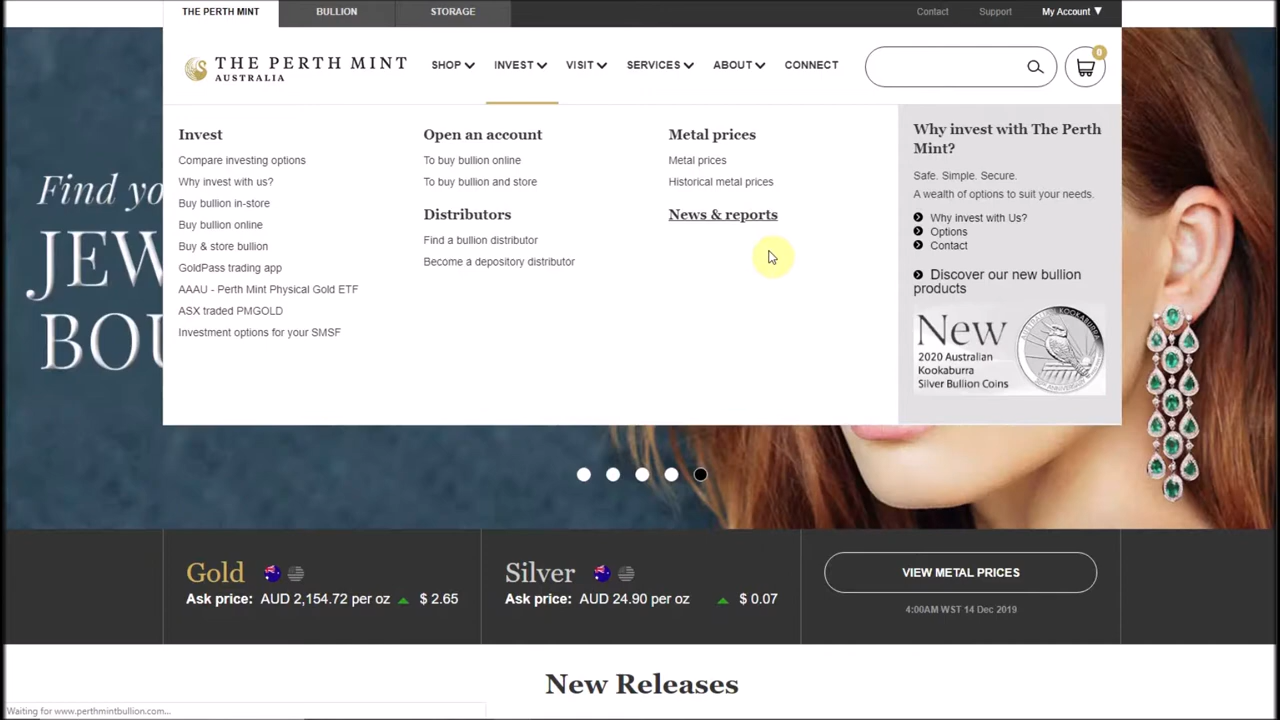 THE PERTH MINT
BULLION
STORAGE
Contact
Support
My Account
THE PERTH MINT
AUSTRALIA
SHOP
INVEST
VISIT
SERVICES
ABOUT
CONNECT
0
Invest
Compare investing options
Why invest with us?
Buy bullion in-store
Buy bullion online
Buy & store bullion
GoldPass trading app
AAAU - Perth Mint Physical Gold ETF
ASX traded PMGOLD
Investment options for your SMSF
Open an account
To buy bullion online
To buy bullion and store
Distributors
Find a bullion distributor
Become a depository distributor
Metal prices
Metal prices
Historical metal prices
News & reports
Why invest with The Perth
Mint?
Safe. Simple. Secure.
A wealth of options to suit your needs.
Why invest with Us?
Options
Contact
Discover our new bullion
products
New
2020 Australian
Kookaburra
Silver Bullion Coins
Find yo
JEW
BOU
Gold
Ask price: AUD 2,154.72 per oz $ 2.65
Silver
Ask price: AUD 24.90 per oz $ 0.07
VIEW METAL PRICES
4:00AM WST 14 Dec 2019
New Releases
Waiting for www.perthmintbullion.com...